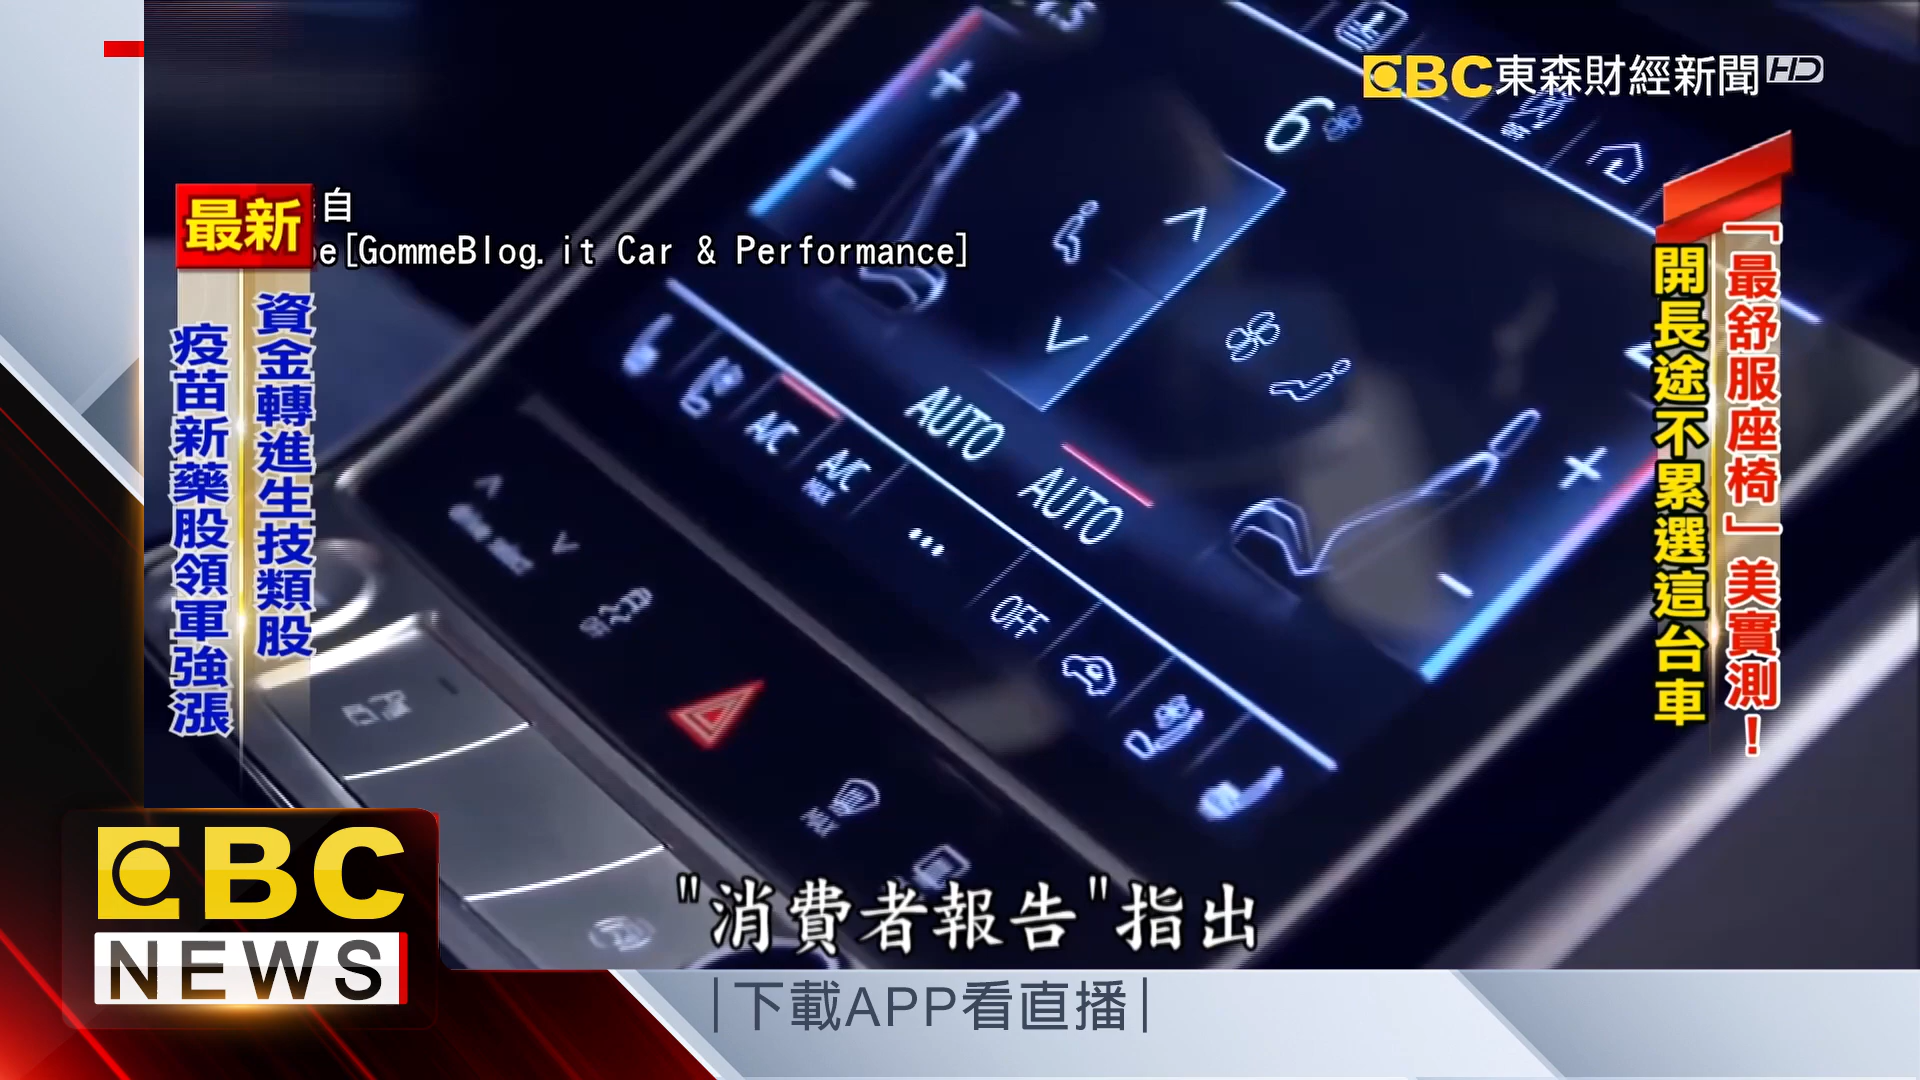 EBC東森財經新聞HD
最新
自
be[GommeBlog.it Car & Performance]
資金轉進生技類股
疫苗新藥股領軍強漲
「最舒服座椅」美實測！
開長途不累選這台車
6
AUTO
AUTO
A/C
A/C
MAX
...
OFF
"消費者報告"指出
EBC
NEWS
|下載APP看直播|